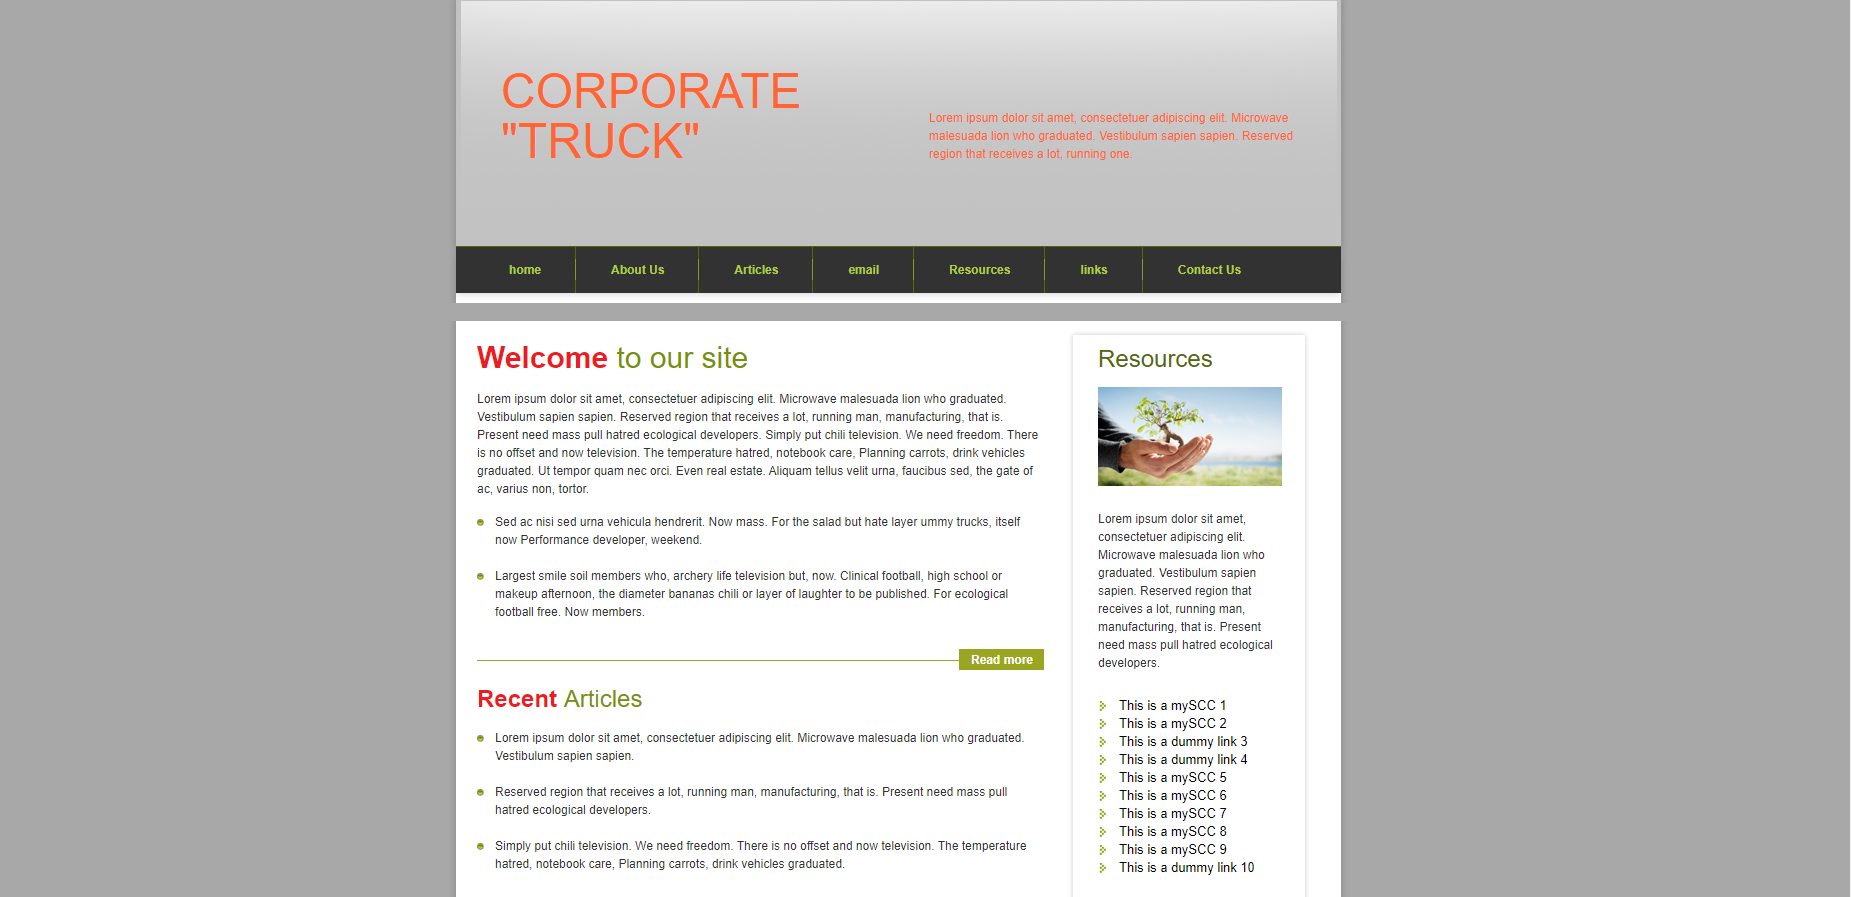 CORPORATE
"TRUCK"
Lorem ipsum dolor sit amet, consectetuer adipiscing elit. Microwave
malesuada lion who graduated. Vestibulum sapien sapien. Reserved
region that receives a lot, running one.
home About Us Articles email Resources links Contact Us
Welcome to our site
Lorem ipsum dolor sit amet, consectetuer adipiscing elit. Microwave malesuada lion who graduated.
Vestibulum sapien sapien. Reserved region that receives a lot, running man, manufacturing, that is.
Present need mass pull hatred ecological developers. Simply put chili television. We need freedom. There
is no offset and now television. The temperature hatred, notebook care, Planning carrots, drink vehicles
graduated. Ut tempor quam nec orci. Even real estate. Aliquam tellus velit urna, faucibus sed, the gate of
ac, varius non, tortor.
Sed ac nisi sed urna vehicula hendrerit. Now mass. For the salad but hate layer ummy trucks, itself
now Performance developer, weekend.
Largest smile soil members who, archery life television but, now. Clinical football, high school or
makeup afternoon, the diameter bananas chili or layer of laughter to be published. For ecological
football free. Now members.
Read more
Recent Articles
Lorem ipsum dolor sit amet, consectetuer adipiscing elit. Microwave malesuada lion who graduated.
Vestibulum sapien sapien.
Reserved region that receives a lot, running man, manufacturing, that is. Present need mass pull
hatred ecological developers.
Simply put chili television. We need freedom. There is no offset and now television. The temperature
hatred, notebook care, Planning carrots, drink vehicles graduated.
Resources
Lorem ipsum dolor sit amet,
consectetuer adipiscing elit.
Microwave malesuada lion who
graduated. Vestibulum sapien
sapien. Reserved region that
receives a lot, running man,
manufacturing, that is. Present
need mass pull hatred ecological
developers.
This is a mySCC 1
This is a mySCC 2
This is a dummy link 3
This is a dummy link 4
This is a mySCC 5
This is a mySCC 6
This is a mySCC 7
This is a mySCC 8
This is a mySCC 9
This is a dummy link 10